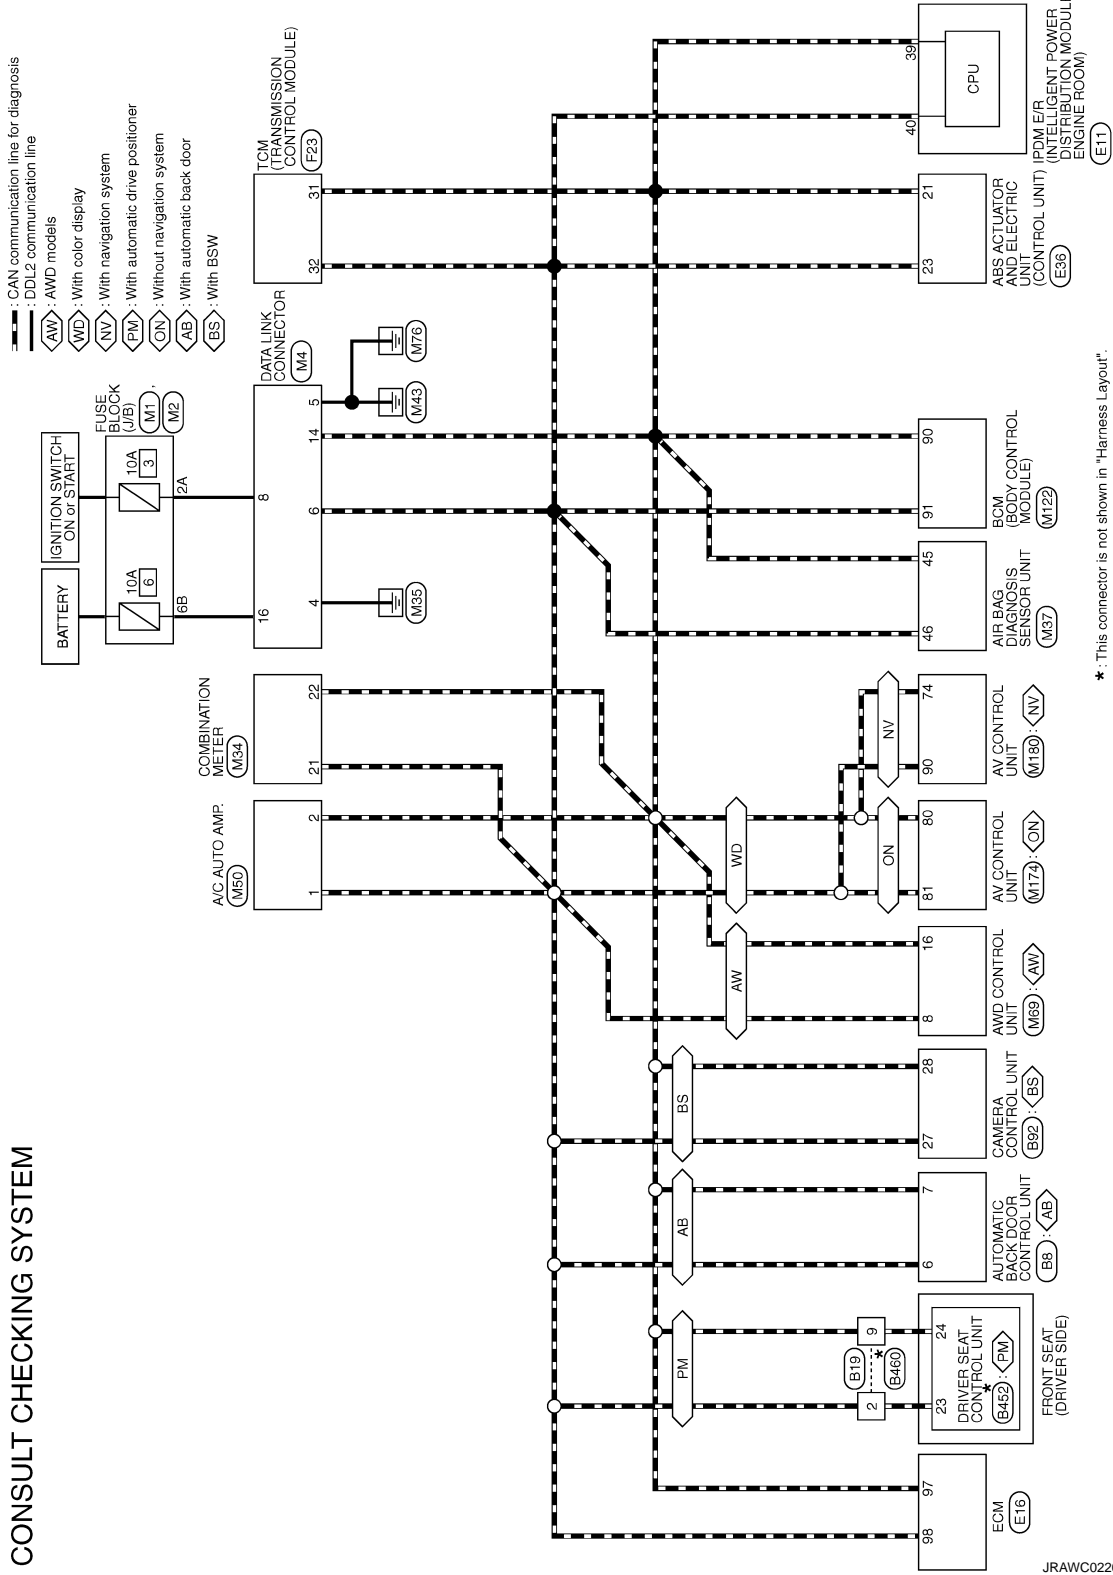 CONSULT CHECKING SYSTEM
: CAN communication line for diagnosis
: DDL2 communication line
AW : AWD models
WD : With color display
NV : With navigation system
PM : With automatic drive positioner
ON : Without navigation system
AB : With automatic back door
BS : With BSW
BATTERY
IGNITION SWITCH
ON or START
10A
6
10A
3
FUSE
BLOCK
(J/B)
M1 ,
M2
6B
2A
A/C AUTO AMP.
M50
1
2
COMBINATION
METER
M34
21
22
16
8
4
6
14
5
DATA LINK
CONNECTOR
M4
M35
M43
M76
32
31
TCM
(TRANSMISSION
CONTROL MODULE)
F23
PM
AB
BS
AW
WD
ON
NV
98
97
ECM
E16
2
9
B19
*
B460
23
24
DRIVER SEAT
CONTROL UNIT
*
B452 : PM
FRONT SEAT
(DRIVER SIDE)
6
7
AUTOMATIC
BACK DOOR
CONTROL UNIT
B8 : AB
27
28
CAMERA
CONTROL UNIT
B92 : BS
8
16
AWD CONTROL
UNIT
M69 : AW
81
80
AV CONTROL
UNIT
M174 : ON
90
74
AV CONTROL
UNIT
M180 : NV
46
45
AIR BAG
DIAGNOSIS
SENSOR UNIT
M37
91
90
BCM
(BODY CONTROL
MODULE)
M122
23
21
ABS ACTUATOR
AND ELECTRIC
UNIT
(CONTROL UNIT)
E36
40
39
CPU
IPDM E/R
(INTELLIGENT POWER
DISTRIBUTION MODUL
ENGINE ROOM)
E11
* : This connector is not shown in "Harness Layout".